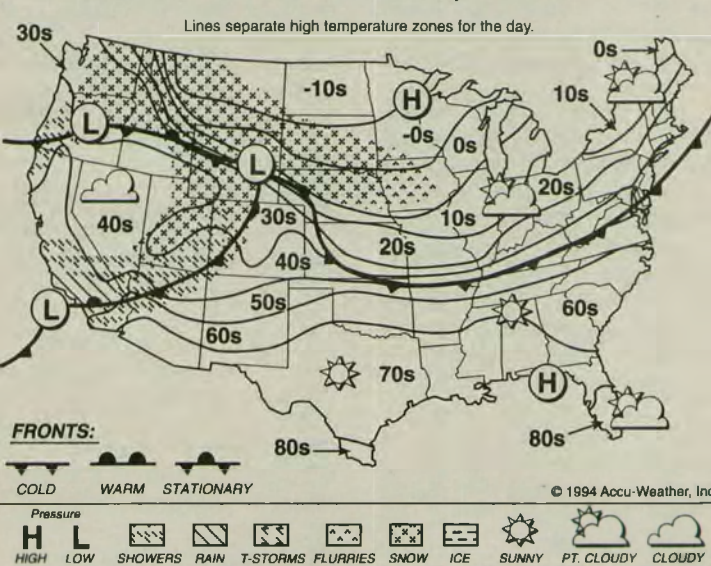 Lines separate high temperature zones for the day.
30s
0s
10s
-10s
H
-0s
0s
L
L
20s
10s
40s
30s
20s
40s
L
50s
60s
60s
70s
H
80s
80s
FRONTS:
COLD WARM STATIONARY
© 1994 Accu-Weather, Inc
Pressure
H L
HIGH LOW SHOWERS RAIN T-STORMS FLURRIES SNOW ICE SUNNY PT. CLOUDY CLOUDY